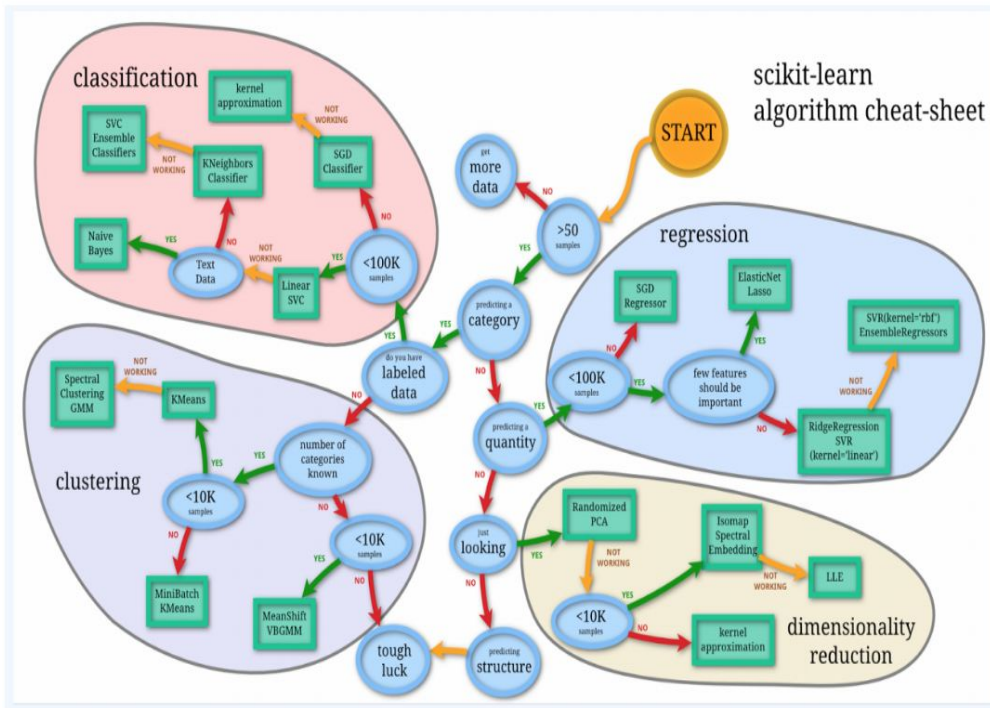 scikit-learn
algorithm cheat-sheet
START
>50
samples
NO
get
more
data
YES
predicting a
category
YES
do you have
labeled
data
YES
classification
<100K
samples
NO
SGD
Classifier
NOT
WORKING
kernel
approximation
YES
Linear
SVC
NOT
WORKING
Text
Data
YES
Naive
Bayes
NO
KNeighbors
Classifier
NOT
WORKING
SVC
Ensemble
Classifiers
NO
clustering
number of
categories
known
YES
<10K
samples
YES
KMeans
NOT
WORKING
Spectral
Clustering
GMM
NO
MiniBatch
KMeans
NO
<10K
samples
YES
MeanShift
VBGMM
NO
tough
luck
NO
predicting a
quantity
YES
regression
<100K
samples
NO
SGD
Regressor
YES
few features
should be
important
YES
ElasticNet
Lasso
NO
RidgeRegression
SVR
(kernel='linear')
NOT
WORKING
SVR(kernel='rbf')
EnsembleRegressors
NO
just
looking
YES
dimensionality
reduction
Randomized
PCA
NOT
WORKING
<10K
samples
YES
Isomap
Spectral
Embedding
NOT
WORKING
LLE
NO
kernel
approximation
NO
predicting
structure